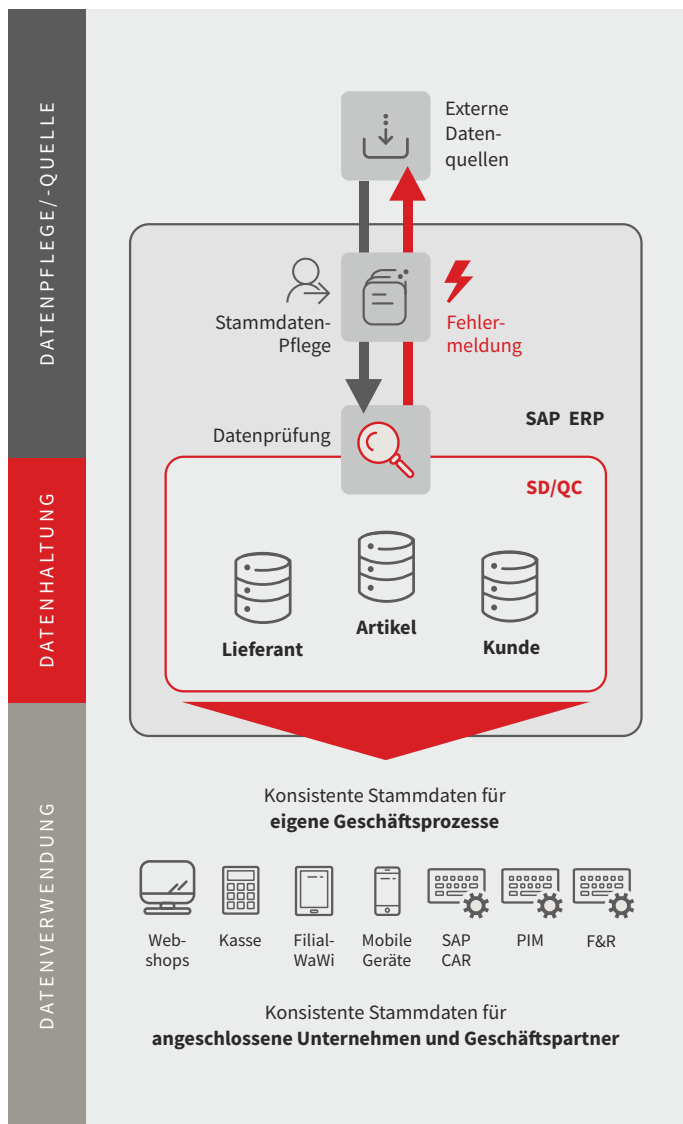 DATENPFLEGE/-QUELLE
Externe
Daten-
quellen
Stammdaten-
Pflege
Fehler-
meldung
Datenprüfung
SAP ERP
DATENHALTUNG
SD/QC
Lieferant
Artikel
Kunde
DATENVERWENDUNG
Konsistente Stammdaten für
eigene Geschäftsprozesse
Web-
shops
Kasse
Filial-
WaWi
Mobile
Geräte
SAP
CAR
PIM
F&R
Konsistente Stammdaten für
angeschlossene Unternehmen und Geschäftspartner